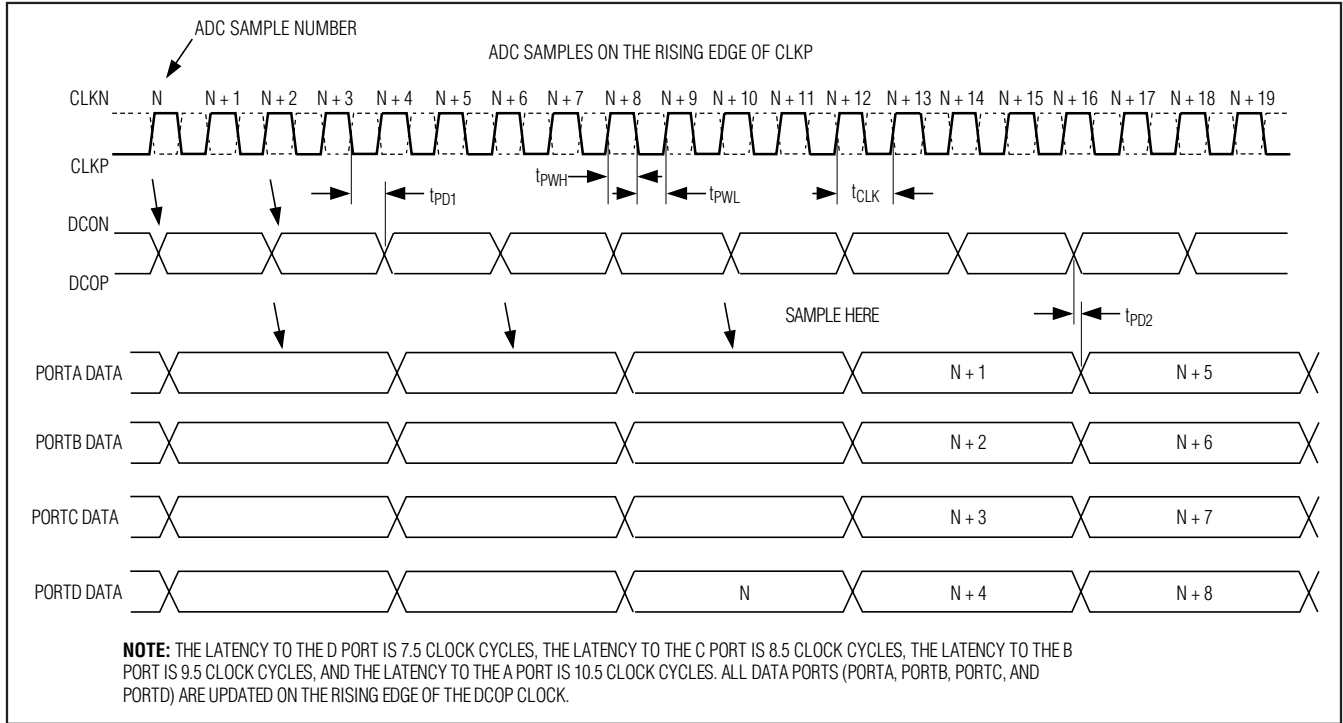 ADC SAMPLE NUMBER
ADC SAMPLES ON THE RISING EDGE OF CLKP
CLKN N N + 1 N + 2 N + 3 N + 4 N + 5 N + 6 N + 7 N + 8 N + 9 N + 10 N + 11 N + 12 N + 13 N + 14 N + 15 N + 16 N + 17 N + 18 N + 19
CLKP
tPD1 tPWH tPWL tCLK
DCON
DCOP
SAMPLE HERE tPD2
PORTA DATA N + 1 N + 5
PORTB DATA N + 2 N + 6
PORTC DATA N + 3 N + 7
PORTD DATA N N + 4 N + 8
NOTE: THE LATENCY TO THE D PORT IS 7.5 CLOCK CYCLES, THE LATENCY TO THE C PORT IS 8.5 CLOCK CYCLES, THE LATENCY TO THE B
PORT IS 9.5 CLOCK CYCLES, AND THE LATENCY TO THE A PORT IS 10.5 CLOCK CYCLES. ALL DATA PORTS (PORTA, PORTB, PORTC, AND
PORTD) ARE UPDATED ON THE RISING EDGE OF THE DCOP CLOCK.